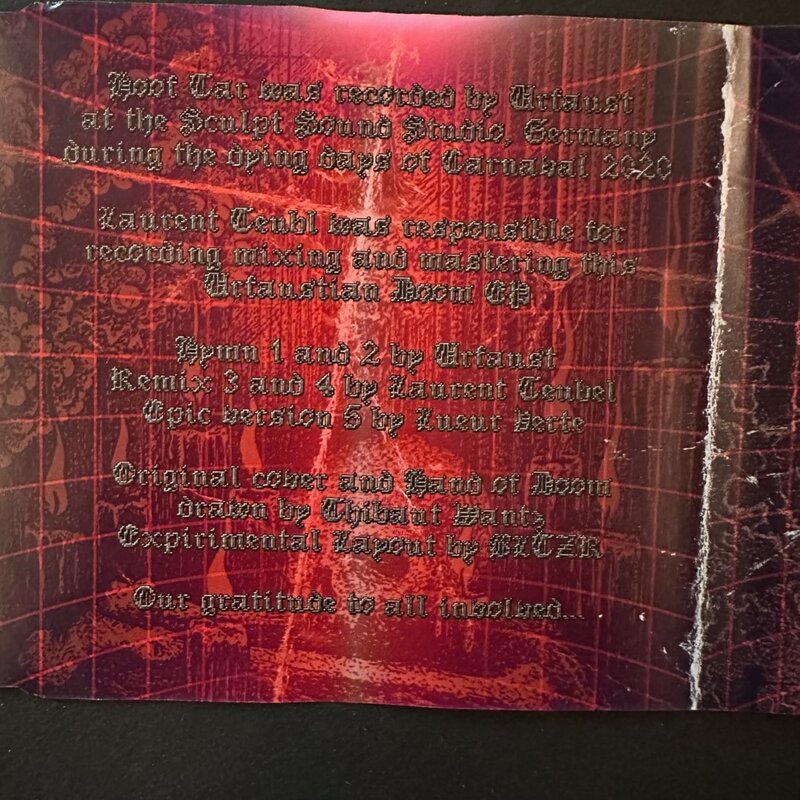 Hoof Tar was recorded by Urfaust
at the Sculpt Sound Studio, Germany
during the dying days of Carnaval 2020
Laurent Teubl was responsible for
recording mixing and mastering this
Urfaustian Doom EP
Hymn 1 and 2 by Urfaust
Remix 3 and 4 by Laurent Teubel
Epic version 5 by Lueur Verte
Original cover and Hand of Doom
drawn by Thibaut Wantz
Expirimental Layout by BLTZR
Our gratitude to all involved...